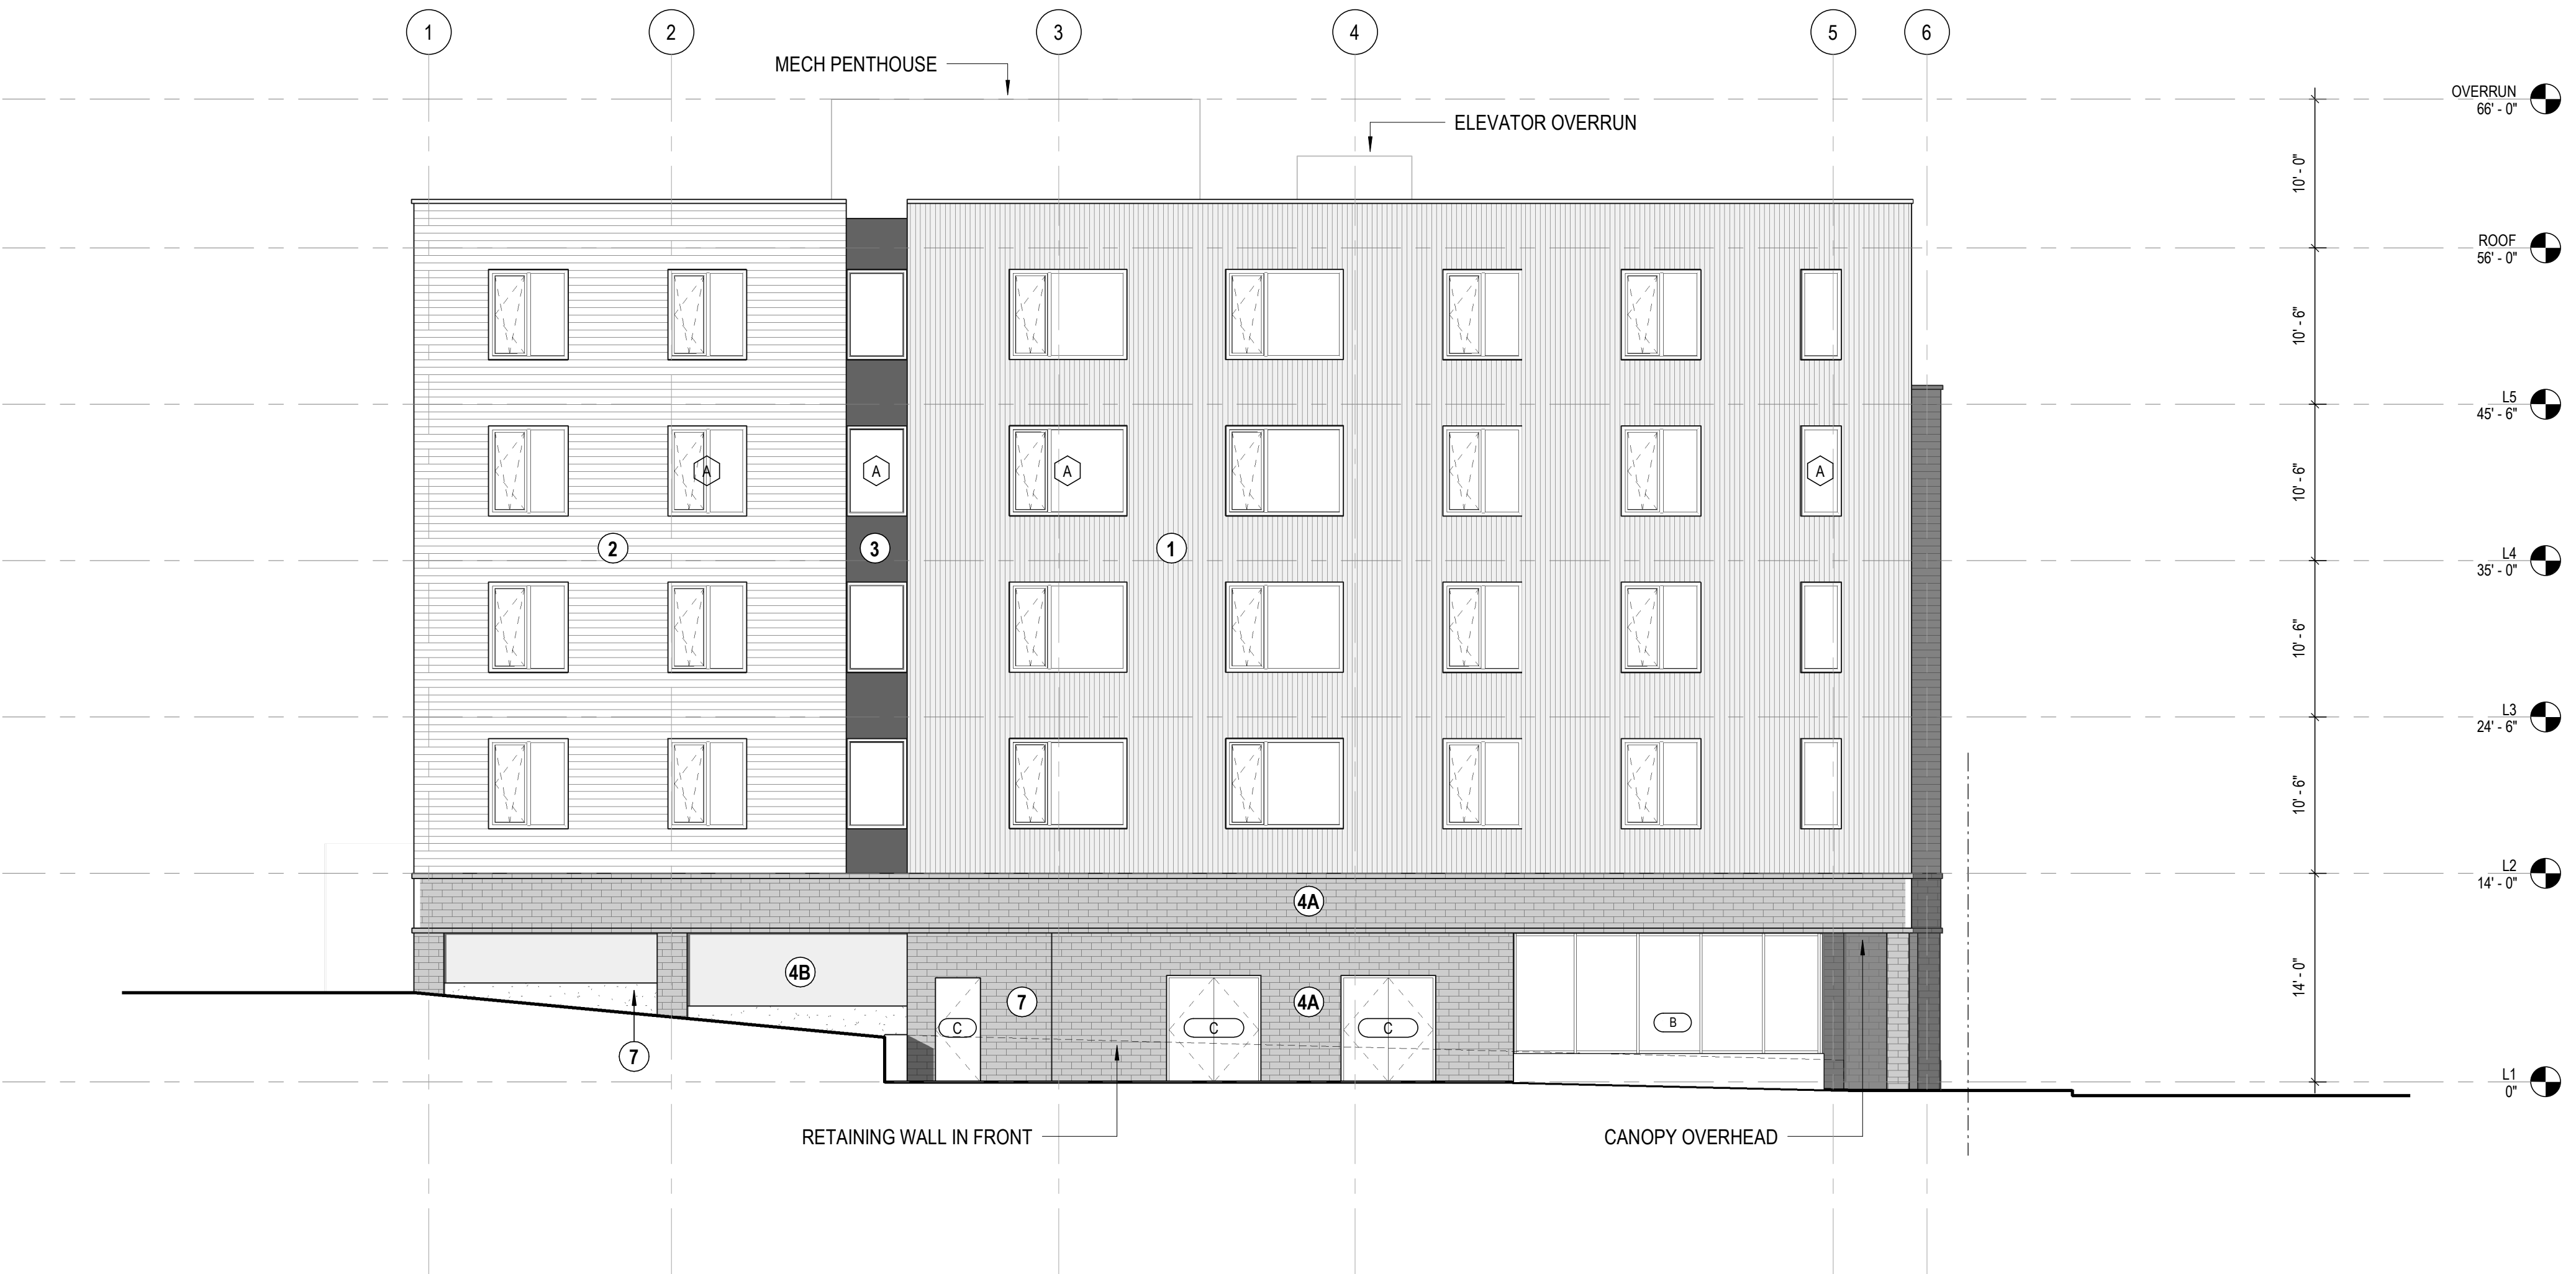 1
2
3
4
5
6
MECH PENTHOUSE
ELEVATOR OVERRUN
OVERRUN
66' - 0"
10' - 0"
ROOF
56' - 0"
10' - 6"
L5
45' - 6"
A
A
A
A
10' - 6"
2
3
1
L4
35' - 0"
10' - 6"
L3
24' - 6"
10' - 6"
L2
14' - 0"
4A
4B
7
4A
14' - 0"
C
C
C
B
7
L1
0"
RETAINING WALL IN FRONT
CANOPY OVERHEAD